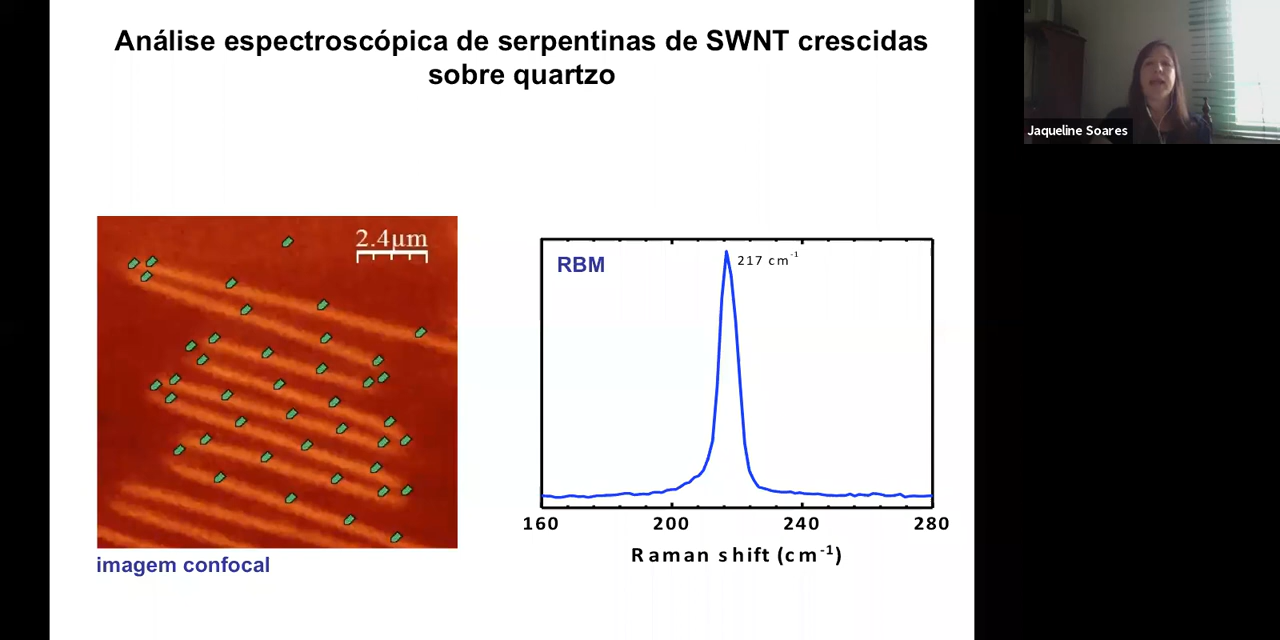 Análise espectroscópica de serpentinas de SWNT crescidas
sobre quartzo
Jaqueline Soares
2.4µm
imagem confocal
RBM
217 cm⁻¹
160 200 240 280
Raman shift (cm⁻¹)